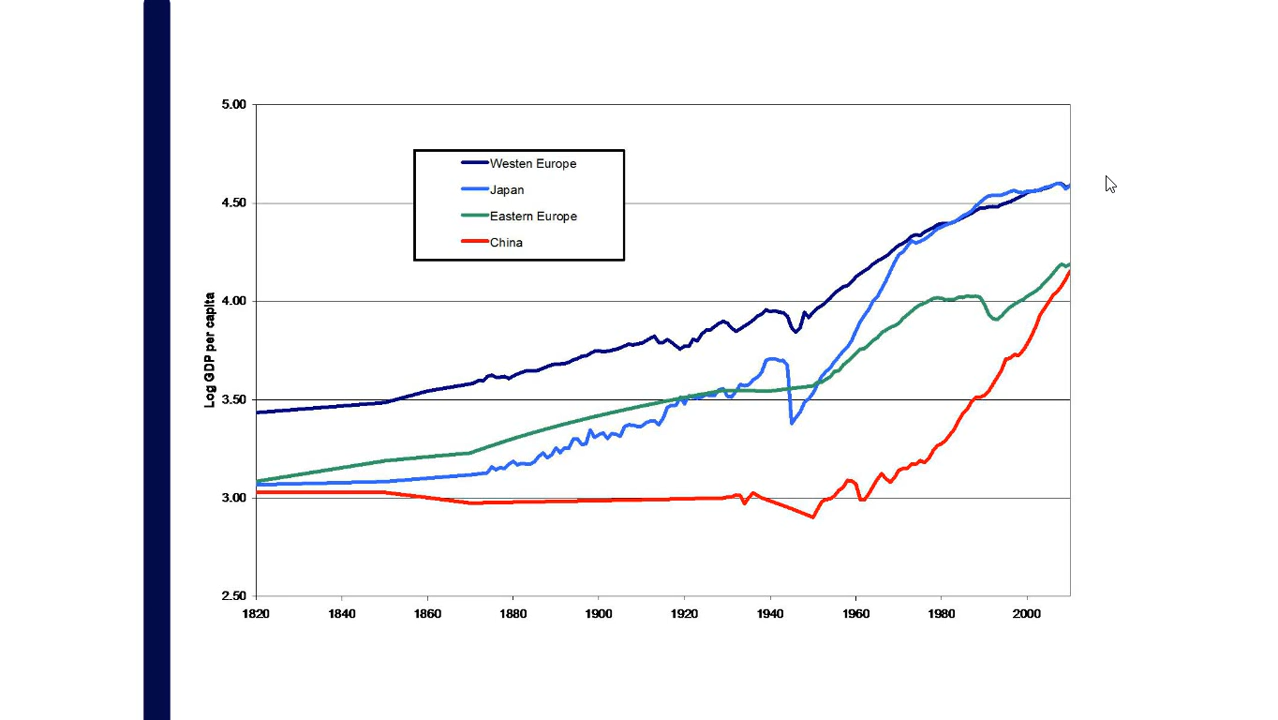 5.00
Westen Europe
Japan
4.50
Eastern Europe
China
4.00
Log GDP per capita
3.50
3.00
2.50
1820 1840 1860 1880 1900 1920 1940 1960 1980 2000